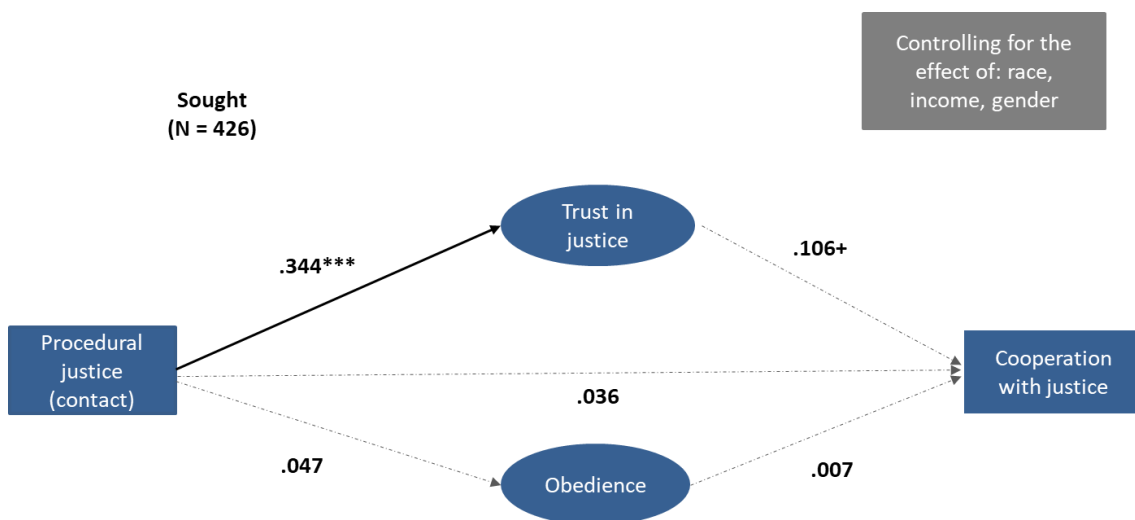 Controlling for the
effect of: race,
income, gender
Sought
(N = 426)
Trust in
justice
.344***
.106+
Procedural
justice
(contact)
Cooperation
with justice
.036
.047
.007
Obedience